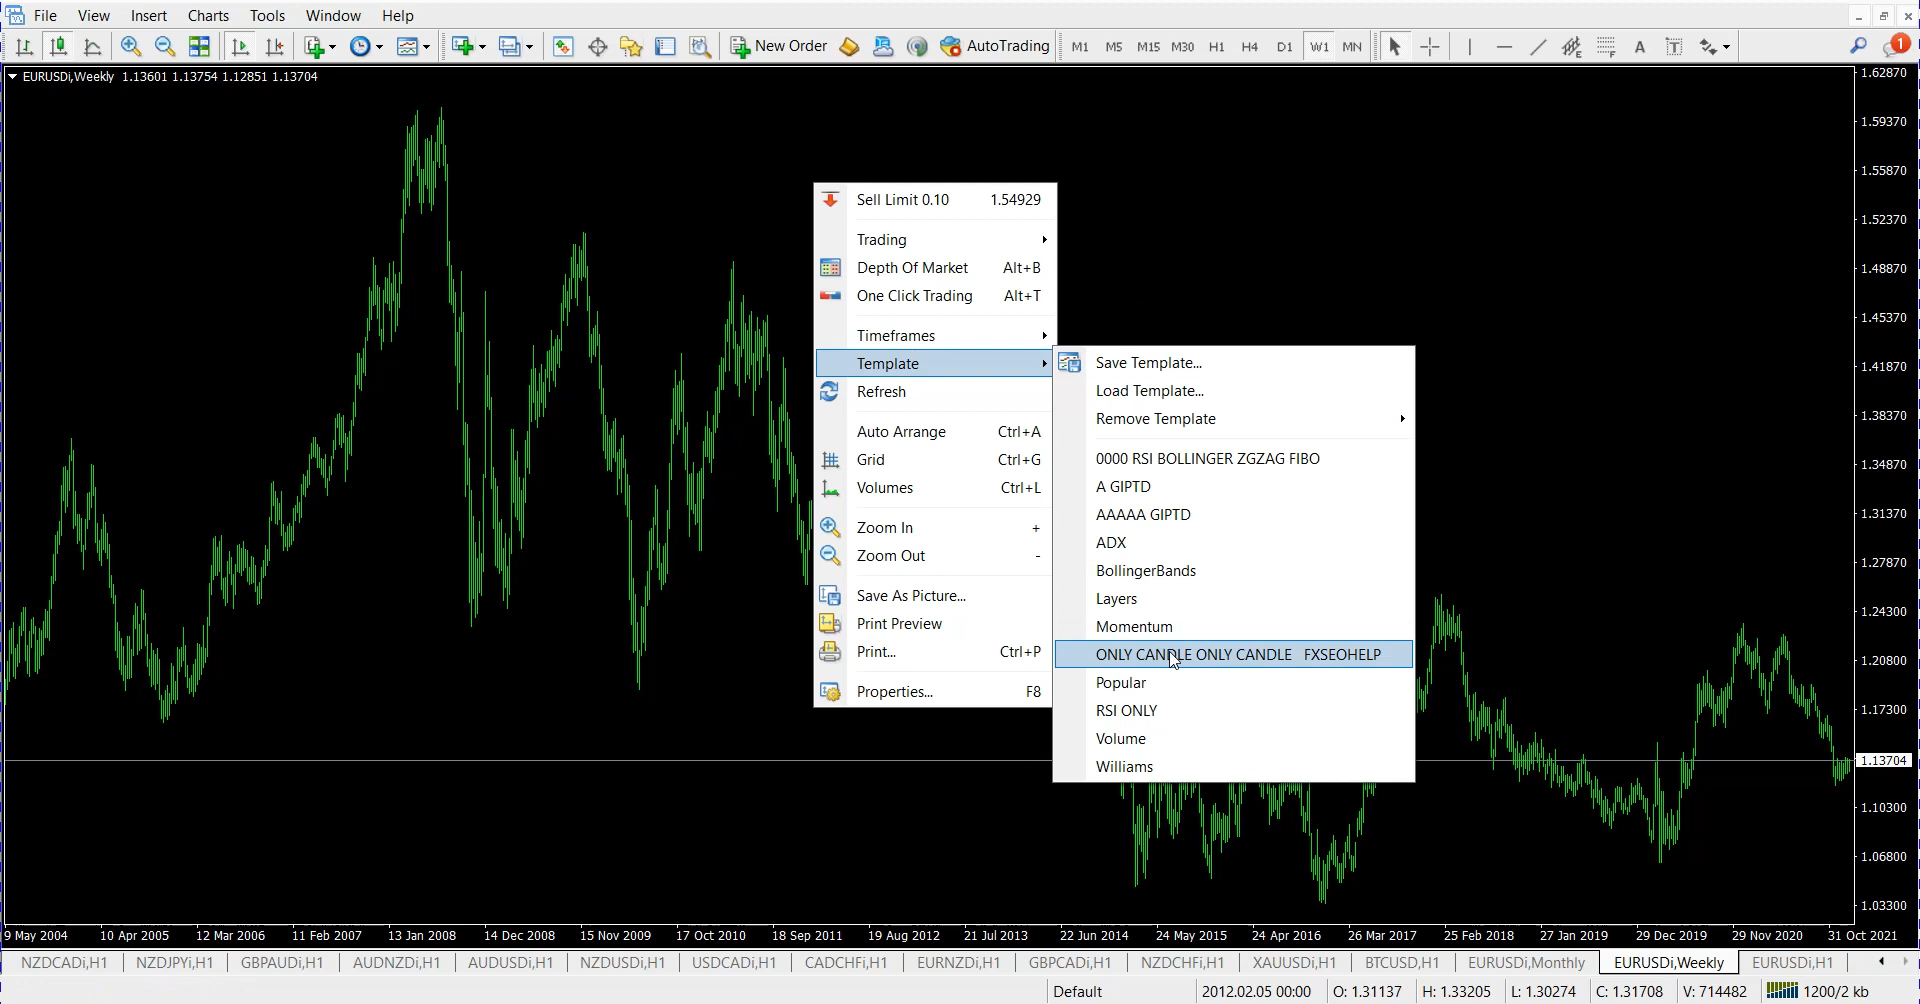 File View Insert Charts Tools Window Help
New Order AutoTrading M1 M5 M15 M30 H1 H4 D1 W1 MN A T 1
EURUSDi,Weekly 1.13601 1.13754 1.12851 1.13704
1.62870
1.59370
1.55870
1.52370
1.48870
1.45370
1.41870
1.38370
1.34870
1.31370
1.27870
1.24300
1.20800
1.17300
1.13704
1.10300
1.06800
1.03300
Sell Limit 0.10 1.54929
Trading
Depth Of Market Alt+B
One Click Trading Alt+T
Timeframes
Template
Refresh
Auto Arrange Ctrl+A
Grid Ctrl+G
Volumes Ctrl+L
Zoom In +
Zoom Out -
Save As Picture...
Print Preview
Print... Ctrl+P
Properties... F8
Save Template...
Load Template...
Remove Template
0000 RSI BOLLINGER ZGZAG FIBO
A GIPTD
AAAAA GIPTD
ADX
BollingerBands
Layers
Momentum
ONLY CANDLE ONLY CANDLE FXSEOHELP
Popular
RSI ONLY
Volume
Williams
9 May 2004 10 Apr 2005 12 Mar 2006 11 Feb 2007 13 Jan 2008 14 Dec 2008 15 Nov 2009 17 Oct 2010 18 Sep 2011 19 Aug 2012 21 Jul 2013 22 Jun 2014 24 May 2015 24 Apr 2016 26 Mar 2017 25 Feb 2018 27 Jan 2019 29 Dec 2019 29 Nov 2020 31 Oct 2021
NZDCADi,H1 NZDJPYi,H1 GBPAUDi,H1 AUDNZDi,H1 AUDUSDi,H1 NZDUSDi,H1 USDCADi,H1 CADCHFi,H1 EURNZDi,H1 GBPCADi,H1 NZDCHFi,H1 XAUUSDi,H1 BTCUSD,H1 EURUSDi,Monthly EURUSDi,Weekly EURUSDi,H1
Default 2012.02.05 00:00 O: 1.31137 H: 1.33205 L: 1.30274 C: 1.31708 V: 714482 1200/2 kb